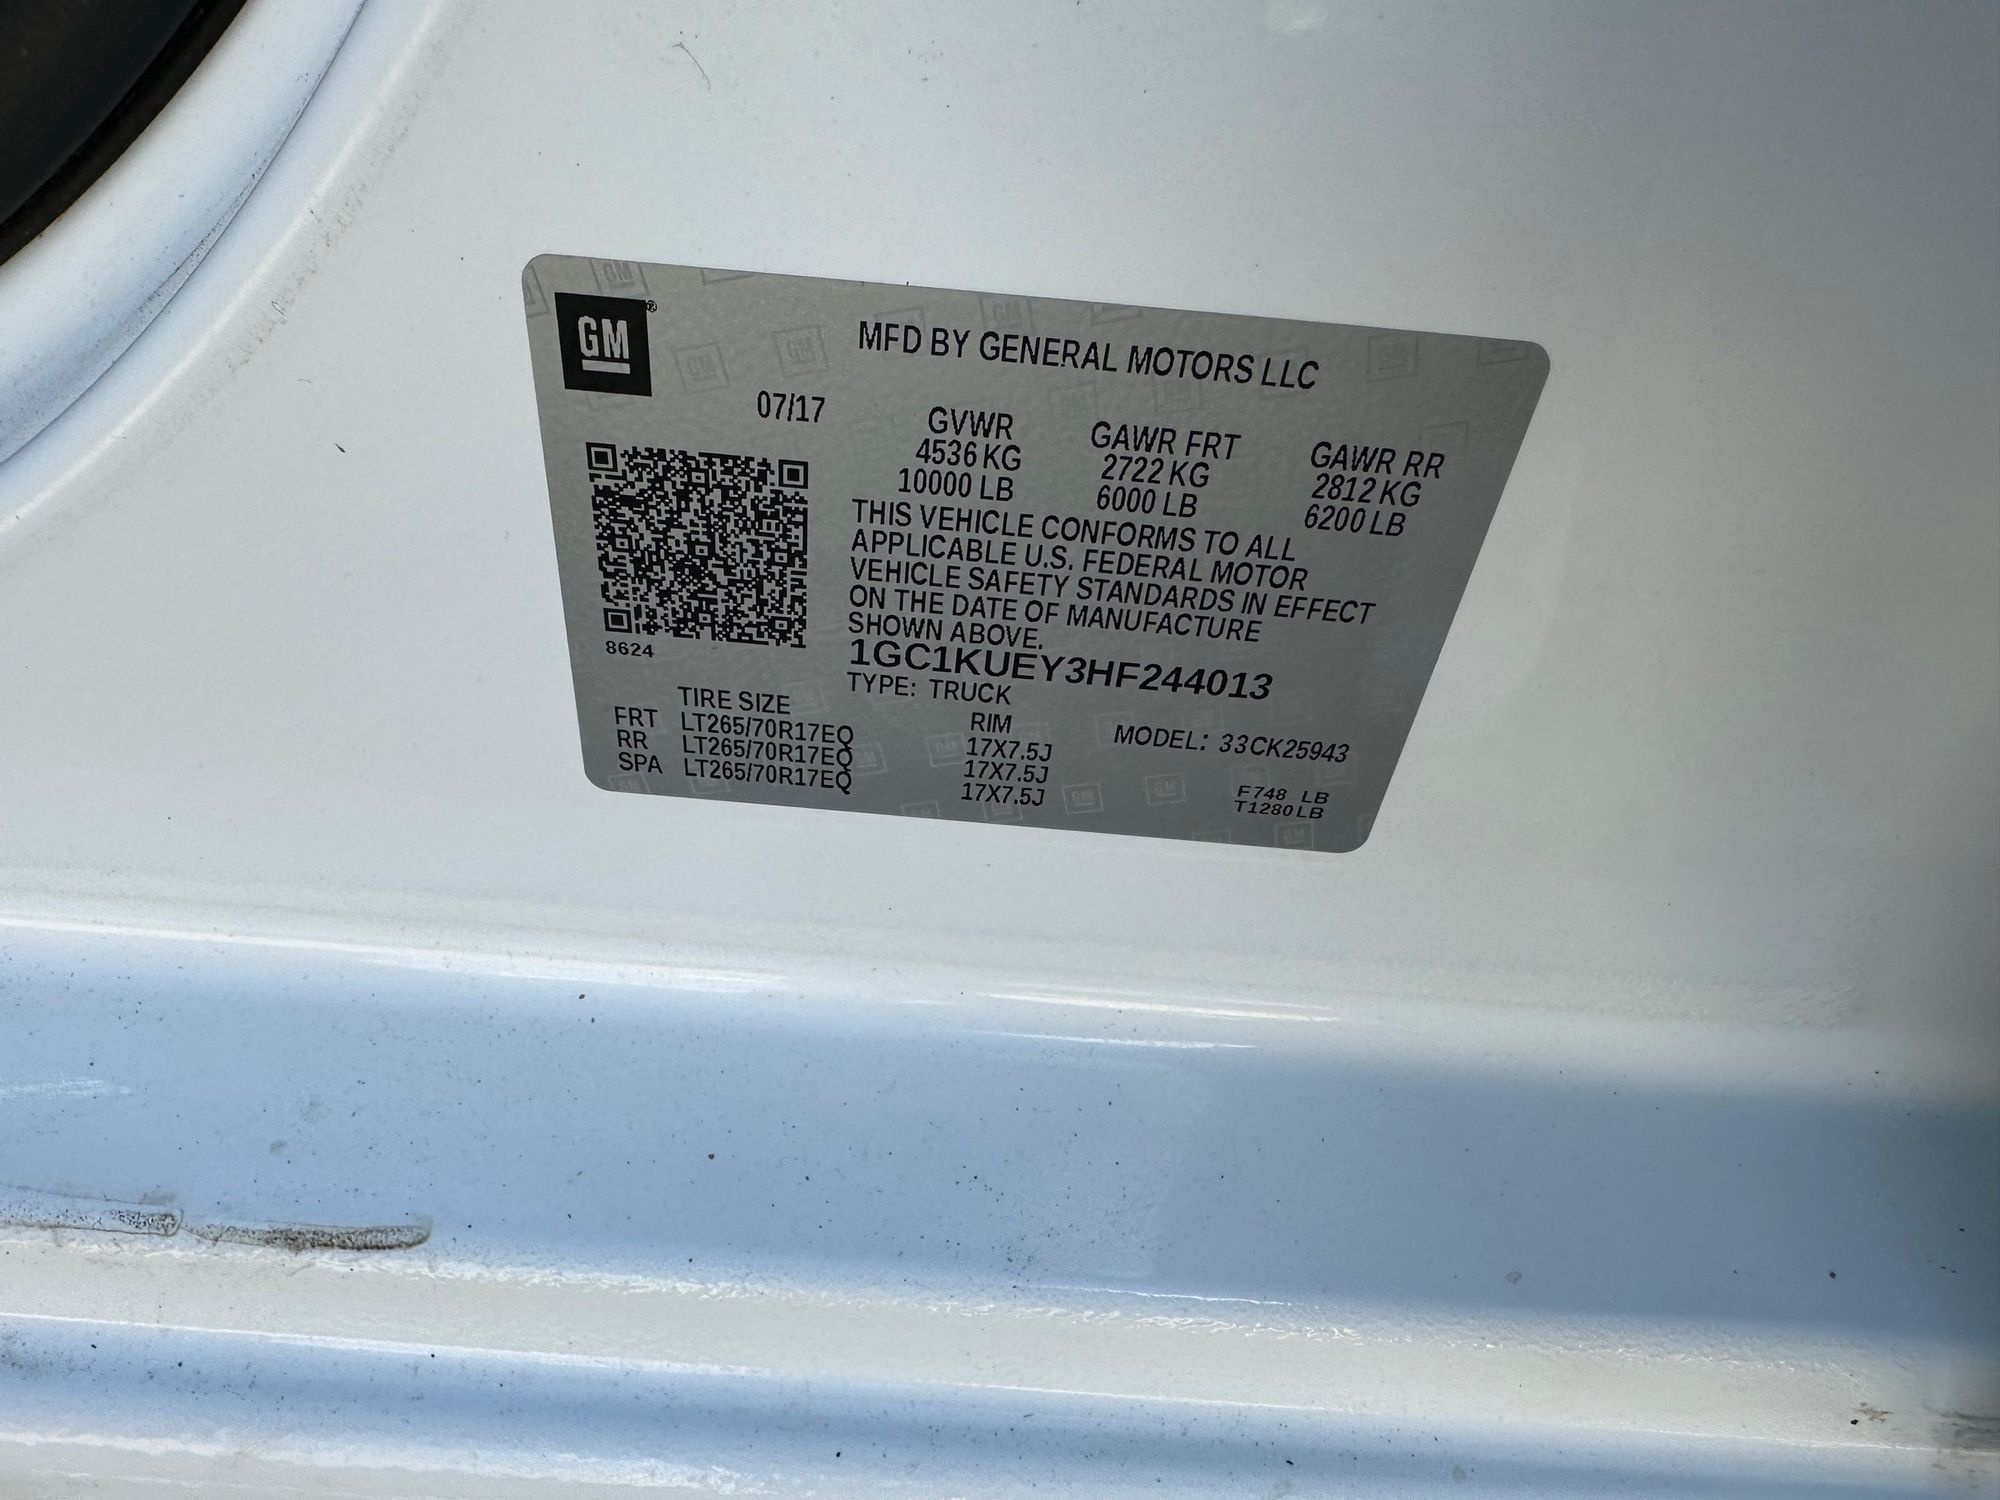 GM®
MFD BY GENERAL MOTORS LLC
07/17
GVWR GAWR FRT GAWR RR
4536 KG 2722 KG 2812 KG
10000 LB 6000 LB 6200 LB
THIS VEHICLE CONFORMS TO ALL
APPLICABLE U.S. FEDERAL MOTOR
VEHICLE SAFETY STANDARDS IN EFFECT
ON THE DATE OF MANUFACTURE
SHOWN ABOVE.
8624
1GC1KUEY3HF244013
TYPE: TRUCK
TIRE SIZE RIM
FRT LT265/70R17EQ 17X7.5J
RR LT265/70R17EQ 17X7.5J
SPA LT265/70R17EQ 17X7.5J
MODEL: 33CK25943
F748 LB
T1280LB